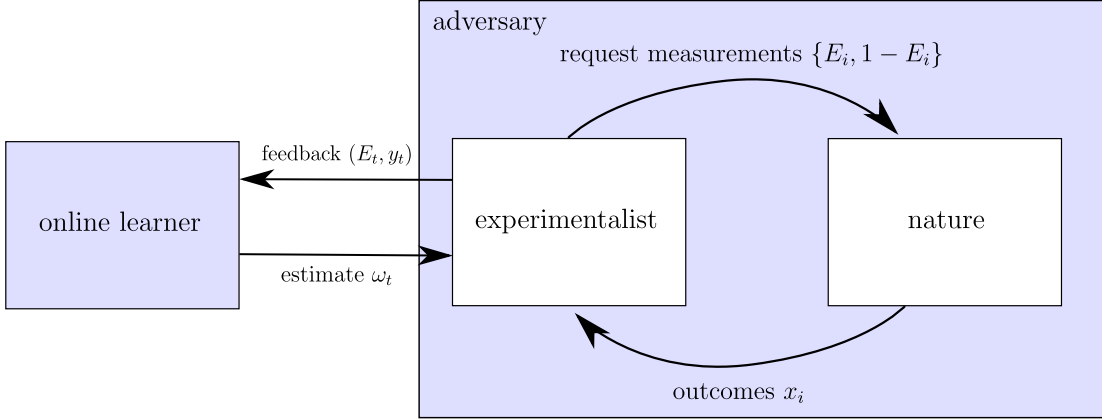 adversary
request measurements {E_i, 1 − E_i}
feedback (E_t, y_t)
online learner
experimentalist
nature
estimate ω_t
outcomes x_i